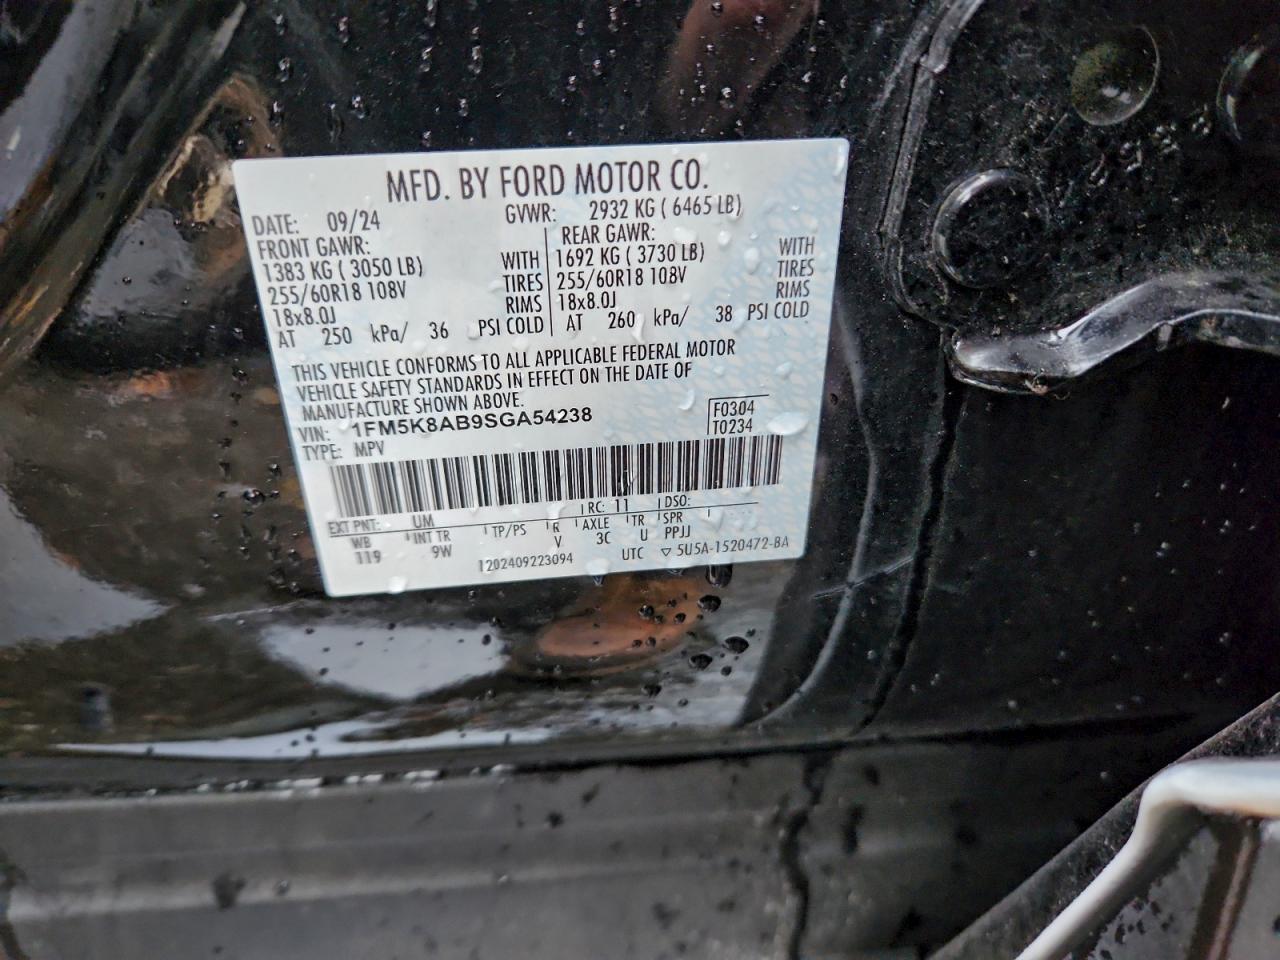 MFD. BY FORD MOTOR CO.
DATE: 09/24 GVWR: 2932 KG ( 6465 LB)
FRONT GAWR: REAR GAWR:
1383 KG ( 3050 LB) WITH 1692 KG ( 3730 LB) WITH
255/60R18 108V TIRES 255/60R18 108V TIRES
18x8.0J RIMS 18x8.0J RIMS
AT 250 kPa/ 36 PSI COLD AT 260 kPa/ 38 PSI COLD
THIS VEHICLE CONFORMS TO ALL APPLICABLE FEDERAL MOTOR
VEHICLE SAFETY STANDARDS IN EFFECT ON THE DATE OF
MANUFACTURE SHOWN ABOVE.
VIN: 1FM5K8AB9SGA54238 F0304
TYPE: MPV T0234
EXT PNT: UM RC: 11 DSO:
WB INT TR TP/PS R AXLE TR SPR
119 9W V 3C U PPJJ
1202409223094 UTC ▽ 5U5A-1520472-BA